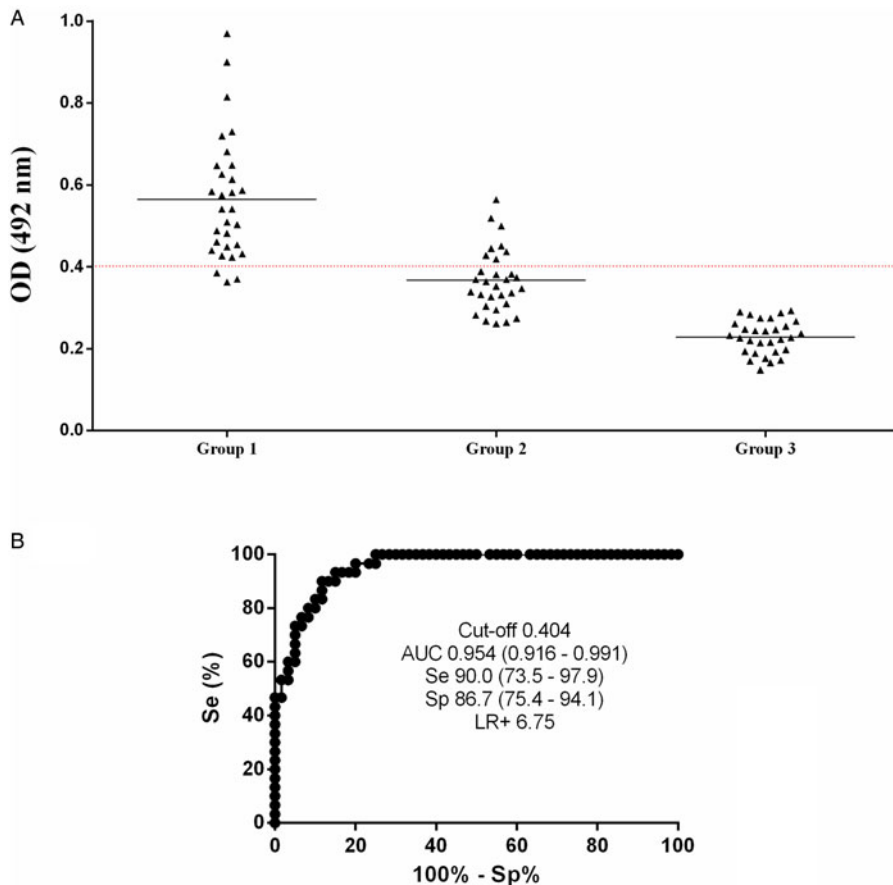 A
1.0
0.8
0.6
0.4
0.2
0.0
OD (492 nm)
Group 1 Group 2 Group 3
B
100
80
60
40
20
0
Se (%)
Cut-off 0.404
AUC 0.954 (0.916 - 0.991)
Se 90.0 (73.5 - 97.9)
Sp 86.7 (75.4 - 94.1)
LR+ 6.75
0 20 40 60 80 100
100% - Sp%